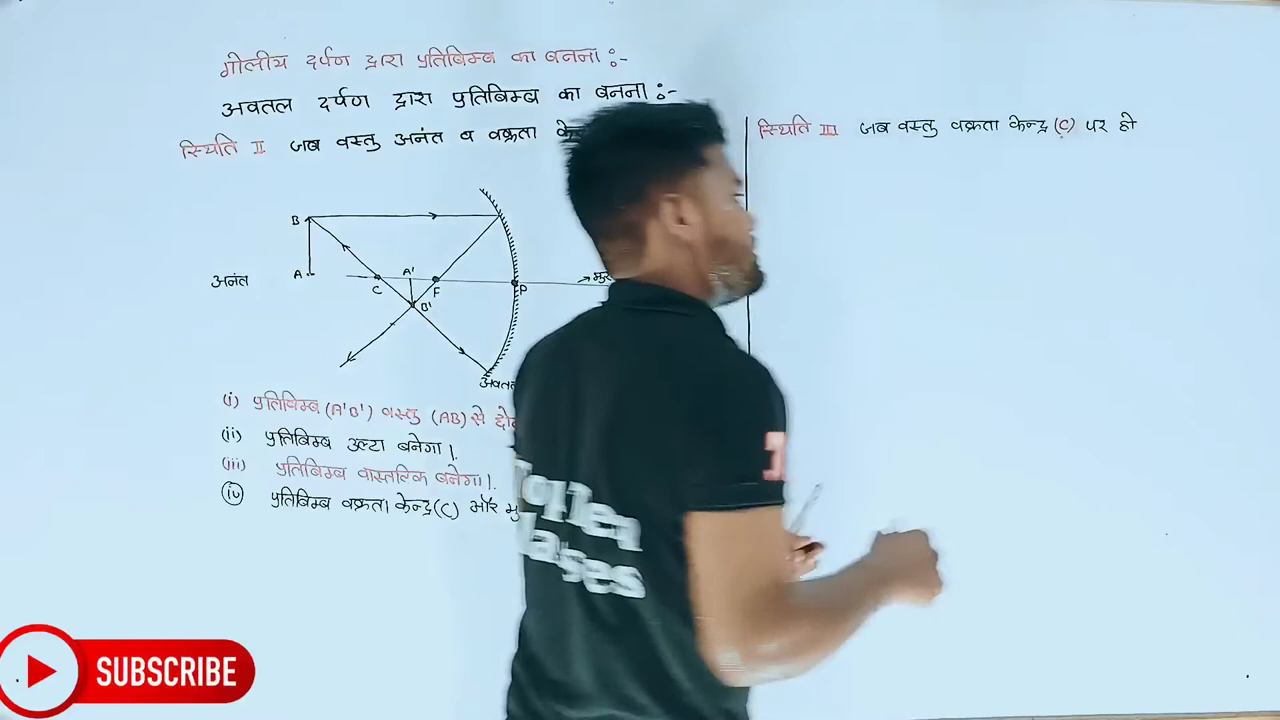 गोलीय दर्पण द्वारा प्रतिबिम्ब का बनना :-
अवतल दर्पण द्वारा प्रतिबिम्ब का बनना :-
स्थिति II जब वस्तु अनंत व वक्रता
स्थिति III जब वस्तु वक्रता केन्द्र (C) पर हो
B
A
अनंत
C
A'
B'
F
P
(i) प्रतिबिम्ब (A'B') वस्तु (AB) से
(ii) प्रतिबिम्ब उल्टा बनेगा।
(iii) प्रतिबिम्ब वास्तविक बनेगा।
(iv) प्रतिबिम्ब वक्रता केन्द्र (C) और
SUBSCRIBE